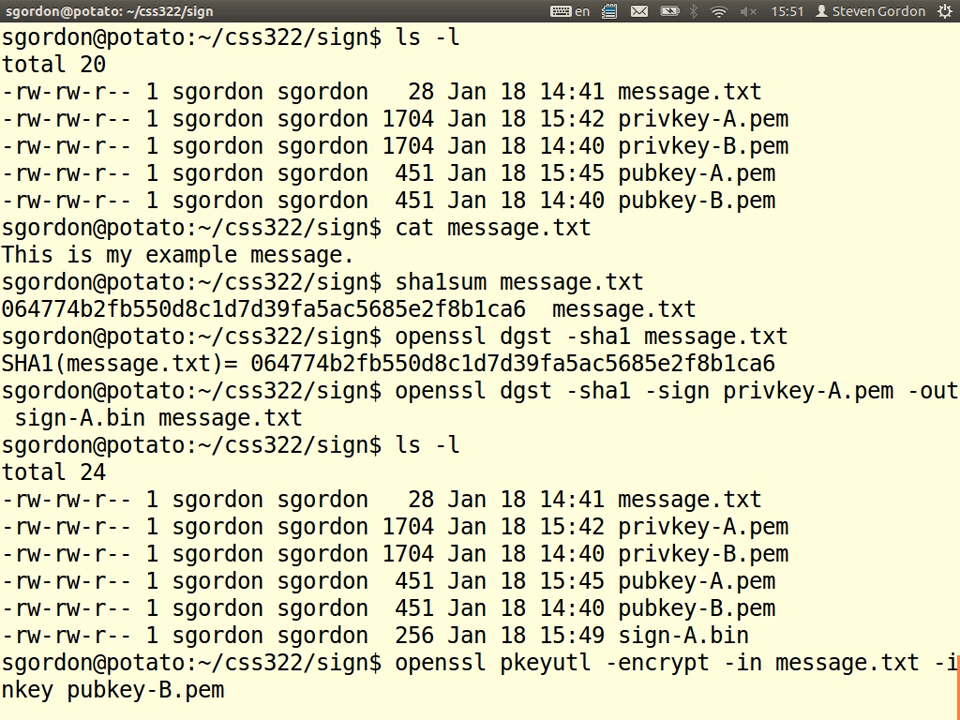 sgordon@potato: ~/css322/sign en 15:51 Steven Gordon
sgordon@potato:~/css322/sign$ ls -l
total 20
-rw-rw-r-- 1 sgordon sgordon   28 Jan 18 14:41 message.txt
-rw-rw-r-- 1 sgordon sgordon 1704 Jan 18 15:42 privkey-A.pem
-rw-rw-r-- 1 sgordon sgordon 1704 Jan 18 14:40 privkey-B.pem
-rw-rw-r-- 1 sgordon sgordon  451 Jan 18 15:45 pubkey-A.pem
-rw-rw-r-- 1 sgordon sgordon  451 Jan 18 14:40 pubkey-B.pem
sgordon@potato:~/css322/sign$ cat message.txt
This is my example message.
sgordon@potato:~/css322/sign$ sha1sum message.txt
064774b2fb550d8c1d7d39fa5ac5685e2f8b1ca6  message.txt
sgordon@potato:~/css322/sign$ openssl dgst -sha1 message.txt
SHA1(message.txt)= 064774b2fb550d8c1d7d39fa5ac5685e2f8b1ca6
sgordon@potato:~/css322/sign$ openssl dgst -sha1 -sign privkey-A.pem -out
 sign-A.bin message.txt
sgordon@potato:~/css322/sign$ ls -l
total 24
-rw-rw-r-- 1 sgordon sgordon   28 Jan 18 14:41 message.txt
-rw-rw-r-- 1 sgordon sgordon 1704 Jan 18 15:42 privkey-A.pem
-rw-rw-r-- 1 sgordon sgordon 1704 Jan 18 14:40 privkey-B.pem
-rw-rw-r-- 1 sgordon sgordon  451 Jan 18 15:45 pubkey-A.pem
-rw-rw-r-- 1 sgordon sgordon  451 Jan 18 14:40 pubkey-B.pem
-rw-rw-r-- 1 sgordon sgordon  256 Jan 18 15:49 sign-A.bin
sgordon@potato:~/css322/sign$ openssl pkeyutl -encrypt -in message.txt -i
nkey pubkey-B.pem